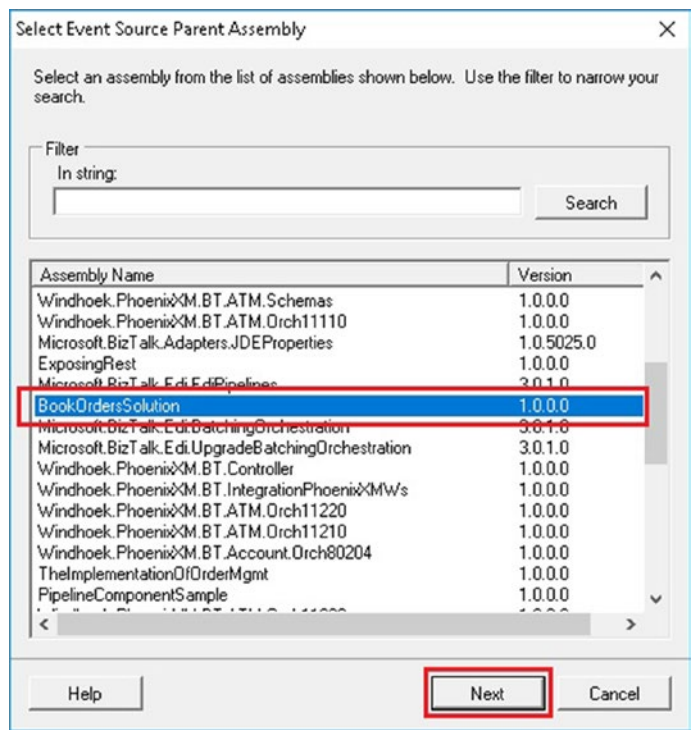 Select Event Source Parent Assembly
Select an assembly from the list of assemblies shown below. Use the filter to narrow your
search.
Filter
In string:
Search
Assembly Name Version
Windhoek.PhoenixXM.BT.ATM.Schemas 1.0.0.0
Windhoek.PhoenixXM.BT.ATM.Orch11110 1.0.0.0
Microsoft.BizTalk.Adapters.JDEProperties 1.0.5025.0
ExposingRest 1.0.0.0
Microsoft.BizTalk.Edi.EdiPipelines 3.0.1.0
BookOrdersSolution 1.0.0.0
Microsoft.BizTalk.Edi.BatchingOrchestration 3.0.1.0
Microsoft.BizTalk.Edi.UpgradeBatchingOrchestration 3.0.1.0
Windhoek.PhoenixXM.BT.Controller 1.0.0.0
Windhoek.PhoenixXM.BT.IntegrationPhoenixXMWs 1.0.0.0
Windhoek.PhoenixXM.BT.ATM.Orch11220 1.0.0.0
Windhoek.PhoenixXM.BT.ATM.Orch11210 1.0.0.0
Windhoek.PhoenixXM.BT.Account.Orch80204 1.0.0.0
TheImplementationOfOrderMgmt 1.0.0.0
PipelineComponentSample 1.0.0.0
Help Next Cancel